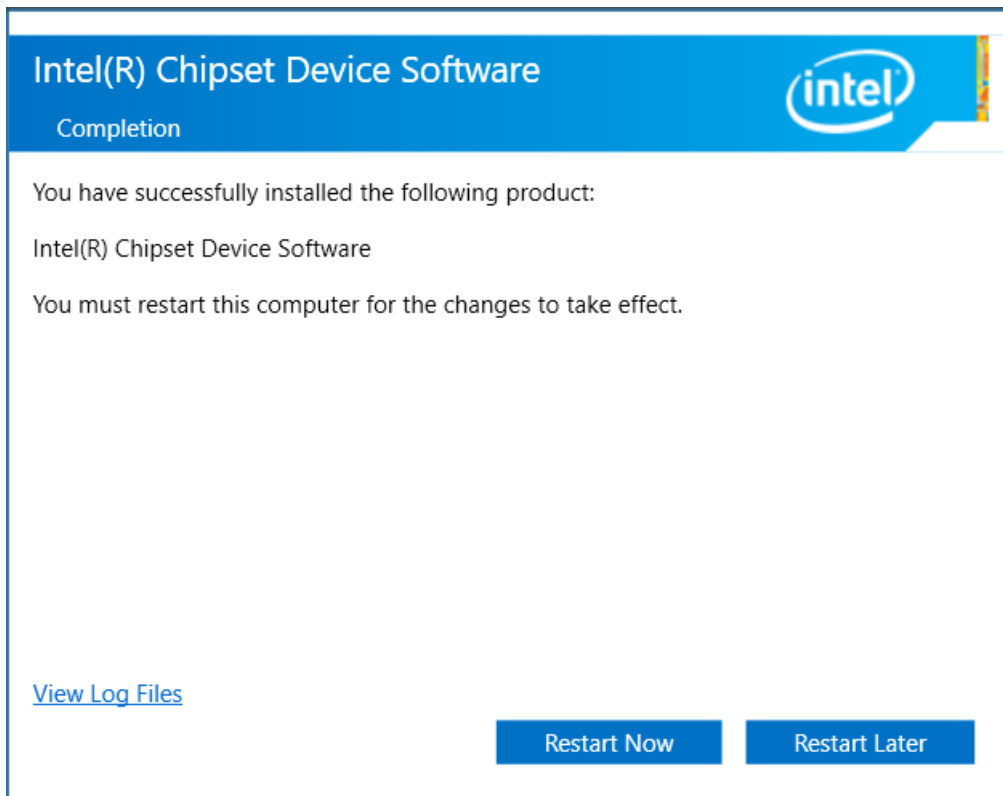 Intel(R) Chipset Device Software
intel
Completion
You have successfully installed the following product:
Intel(R) Chipset Device Software
You must restart this computer for the changes to take effect.
View Log Files
Restart Now
Restart Later